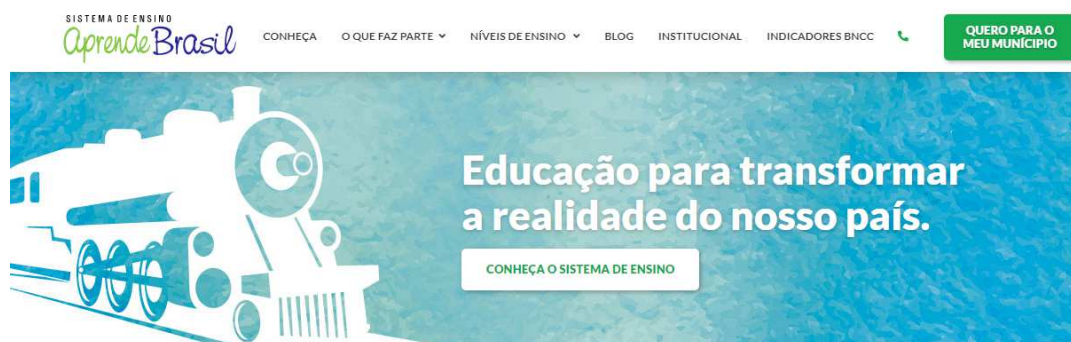 SISTEMA DE ENSINO
aprende Brasil
CONHEÇA O QUE FAZ PARTE NÍVEIS DE ENSINO BLOG INSTITUCIONAL INDICADORES BNCC
QUERO PARA O
MEU MUNÍCIPIO
Educação para transformar
a realidade do nosso país.
CONHEÇA O SISTEMA DE ENSINO